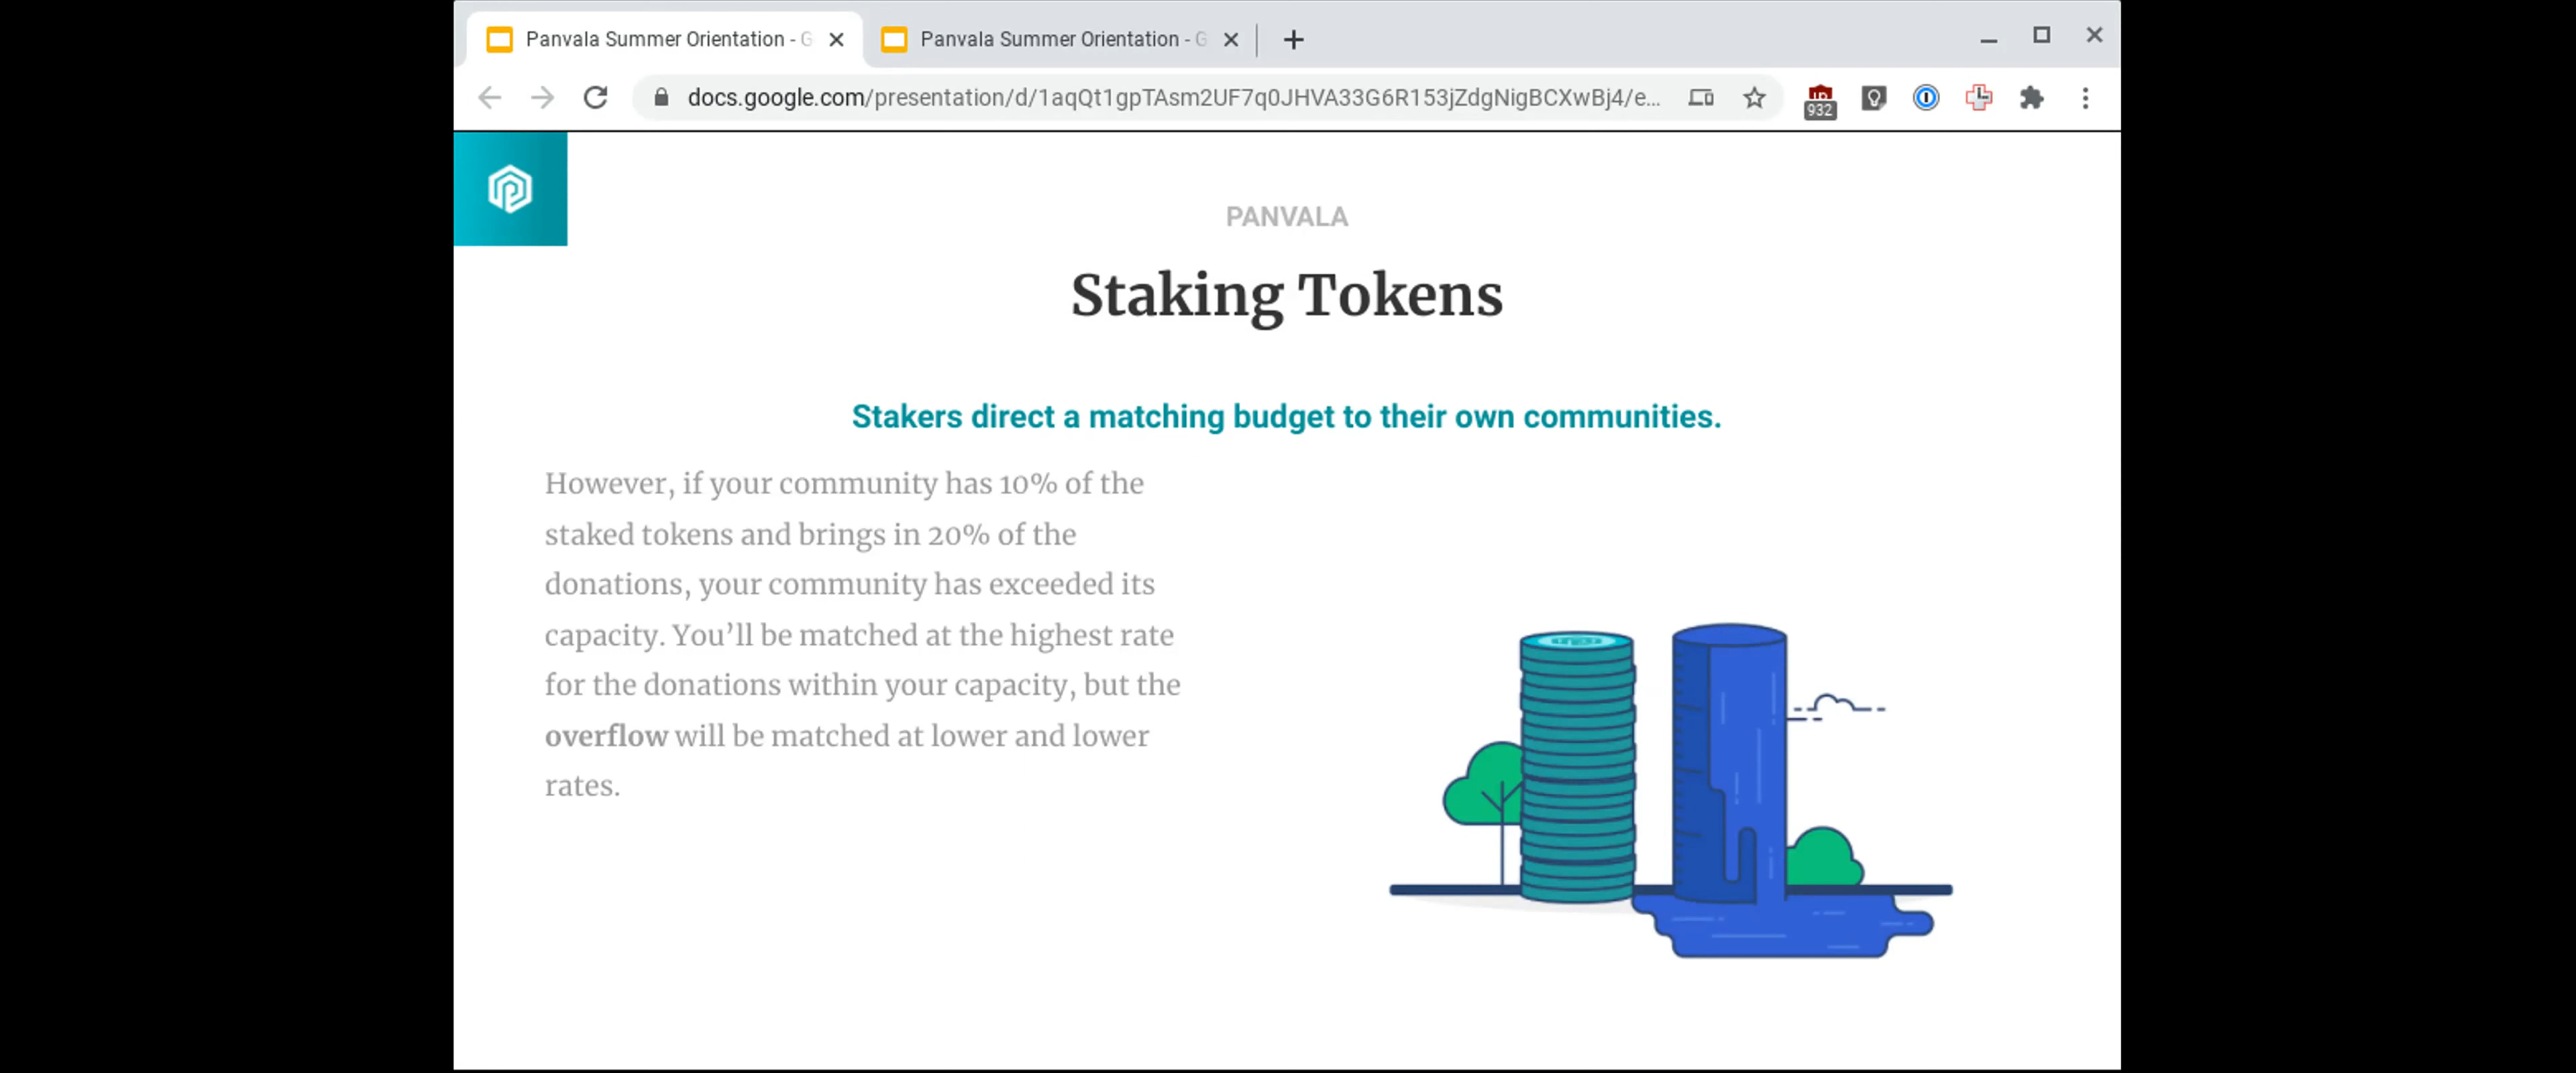 Panvala Summer Orientation - G
Panvala Summer Orientation - G
docs.google.com/presentation/d/1aqQt1gpTAsm2UF7q0JHVA33G6R153jZdgNigBCXwBj4/e...
932
PANVALA
Staking Tokens
Stakers direct a matching budget to their own communities.
However, if your community has 10% of the
staked tokens and brings in 20% of the
donations, your community has exceeded its
capacity. You’ll be matched at the highest rate
for the donations within your capacity, but the
overflow will be matched at lower and lower
rates.